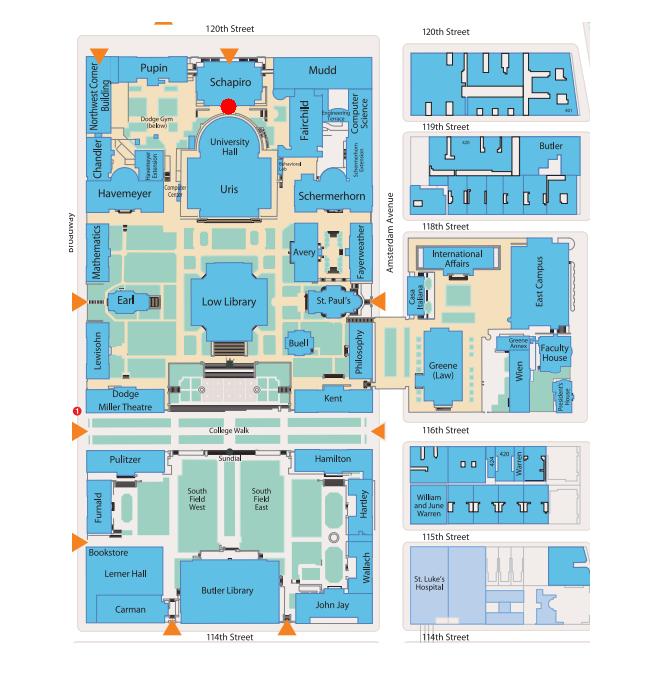 120th Street
120th Street
Pupin
Schapiro
Mudd
Northwest Corner
Building
Dodge Gym
(below)
University
Hall
Fairchild
Engineering
Terrace
Computer
Science
401
119th Street
Chandler
Havemeyer
Extension
Computer
Center
Uris
Schermerhorn
Extension
420
Butler
Havemeyer
Schermerhorn
118th Street
Broadway
Amsterdam Avenue
Mathematics
Avery
Fayerweather
International
Affairs
East Campus
Casa
Italiana
Earl
Low Library
St. Paul's
Lewisohn
Buell
Philosophy
Greene
(Law)
Greene
Annex
Faculty
House
Wien
President's
House
Dodge
Miller Theatre
Kent
1
College Walk
116th Street
Sundial
Pulitzer
Hamilton
424
420
Warren
Furnald
South
Field
West
South
Field
East
Hartley
William
and June
Warren
115th Street
Bookstore
Lerner Hall
Wallach
St. Luke's
Hospital
Butler Library
Carman
John Jay
114th Street
114th Street